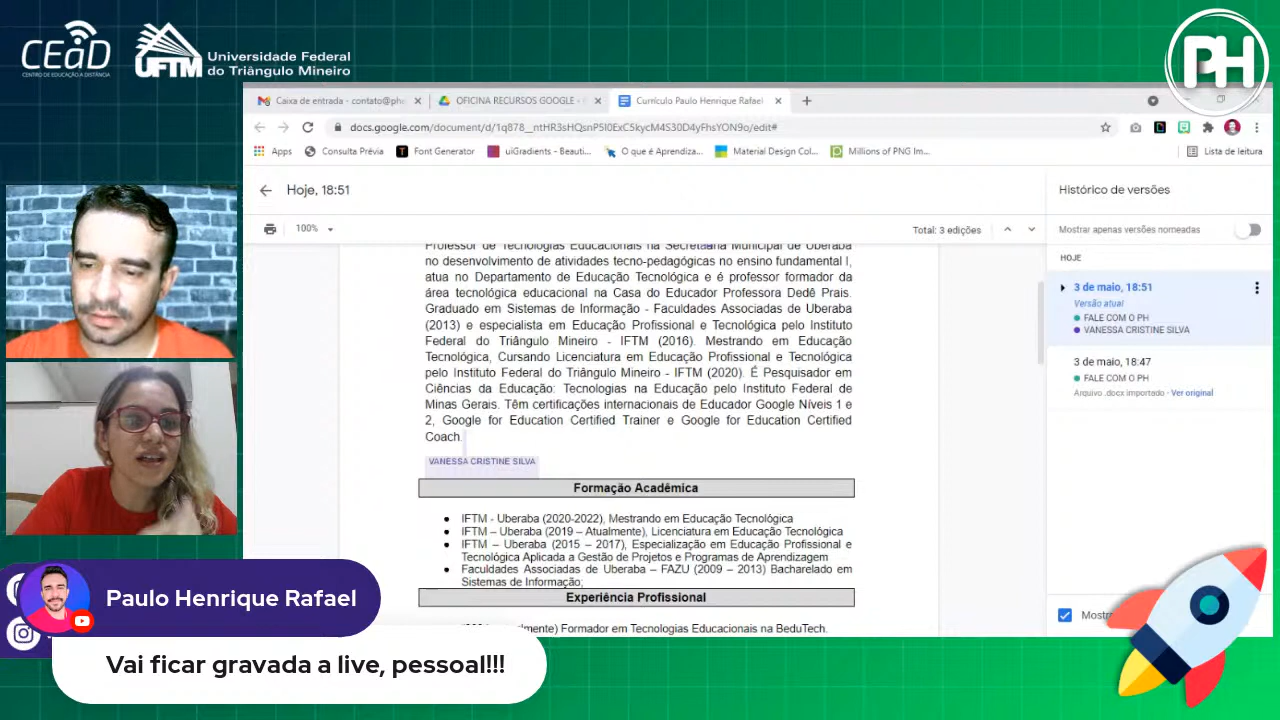 CEaD
CENTRO DE EDUCAÇÃO A DISTÂNCIA
UFTM
Universidade Federal
do Triângulo Mineiro
PH
Caixa de entrada - contato@ph
OFICINA RECURSOS GOOGLE -
Currículo Paulo Henrique Rafael
docs.google.com/document/d/1q878__ntHR3sHQsnP5I0ExC5kycM4S30D4yFhsYON9o/edit#
Apps
Consulta Prévia
Font Generator
uiGradients - Beauti...
O que é Aprendiza...
Material Design Col...
Millions of PNG Im...
Lista de leitura
Hoje, 18:51
Histórico de versões
100%
Total: 3 edições
Mostrar apenas versões nomeadas
HOJE
3 de maio, 18:51
Versão atual
FALE COM O PH
VANESSA CRISTINE SILVA
3 de maio, 18:47
FALE COM O PH
Arquivo .docx importado - Ver original
Professor de Tecnologias Educacionais na Secretaria Municipal de Uberaba
no desenvolvimento de atividades tecno-pedagógicas no ensino fundamental I,
atua no Departamento de Educação Tecnológica e é professor formador da
área tecnológica educacional na Casa do Educador Professora Dedê Prais.
Graduado em Sistemas de Informação - Faculdades Associadas de Uberaba
(2013) e especialista em Educação Profissional e Tecnológica pelo Instituto
Federal do Triângulo Mineiro - IFTM (2016). Mestrando em Educação
Tecnológica, Cursando Licenciatura em Educação Profissional e Tecnológica
pelo Instituto Federal do Triângulo Mineiro - IFTM (2020). É Pesquisador em
Ciências da Educação: Tecnologias na Educação pelo Instituto Federal de
Minas Gerais. Têm certificações internacionais de Educador Google Níveis 1 e
2, Google for Education Certified Trainer e Google for Education Certified
Coach.
VANESSA CRISTINE SILVA
Formação Acadêmica
IFTM - Uberaba (2020-2022), Mestrando em Educação Tecnológica
IFTM – Uberaba (2019 – Atualmente), Licenciatura em Educação Tecnológica
IFTM – Uberaba (2015 – 2017), Especialização em Educação Profissional e
Tecnológica Aplicada a Gestão de Projetos e Programas de Aprendizagem
Faculdades Associadas de Uberaba – FAZU (2009 – 2013) Bacharelado em
Sistemas de Informação;
Experiência Profissional
Formador em Tecnologias Educacionais na BeduTech.
Paulo Henrique Rafael
Vai ficar gravada a live, pessoal!!!